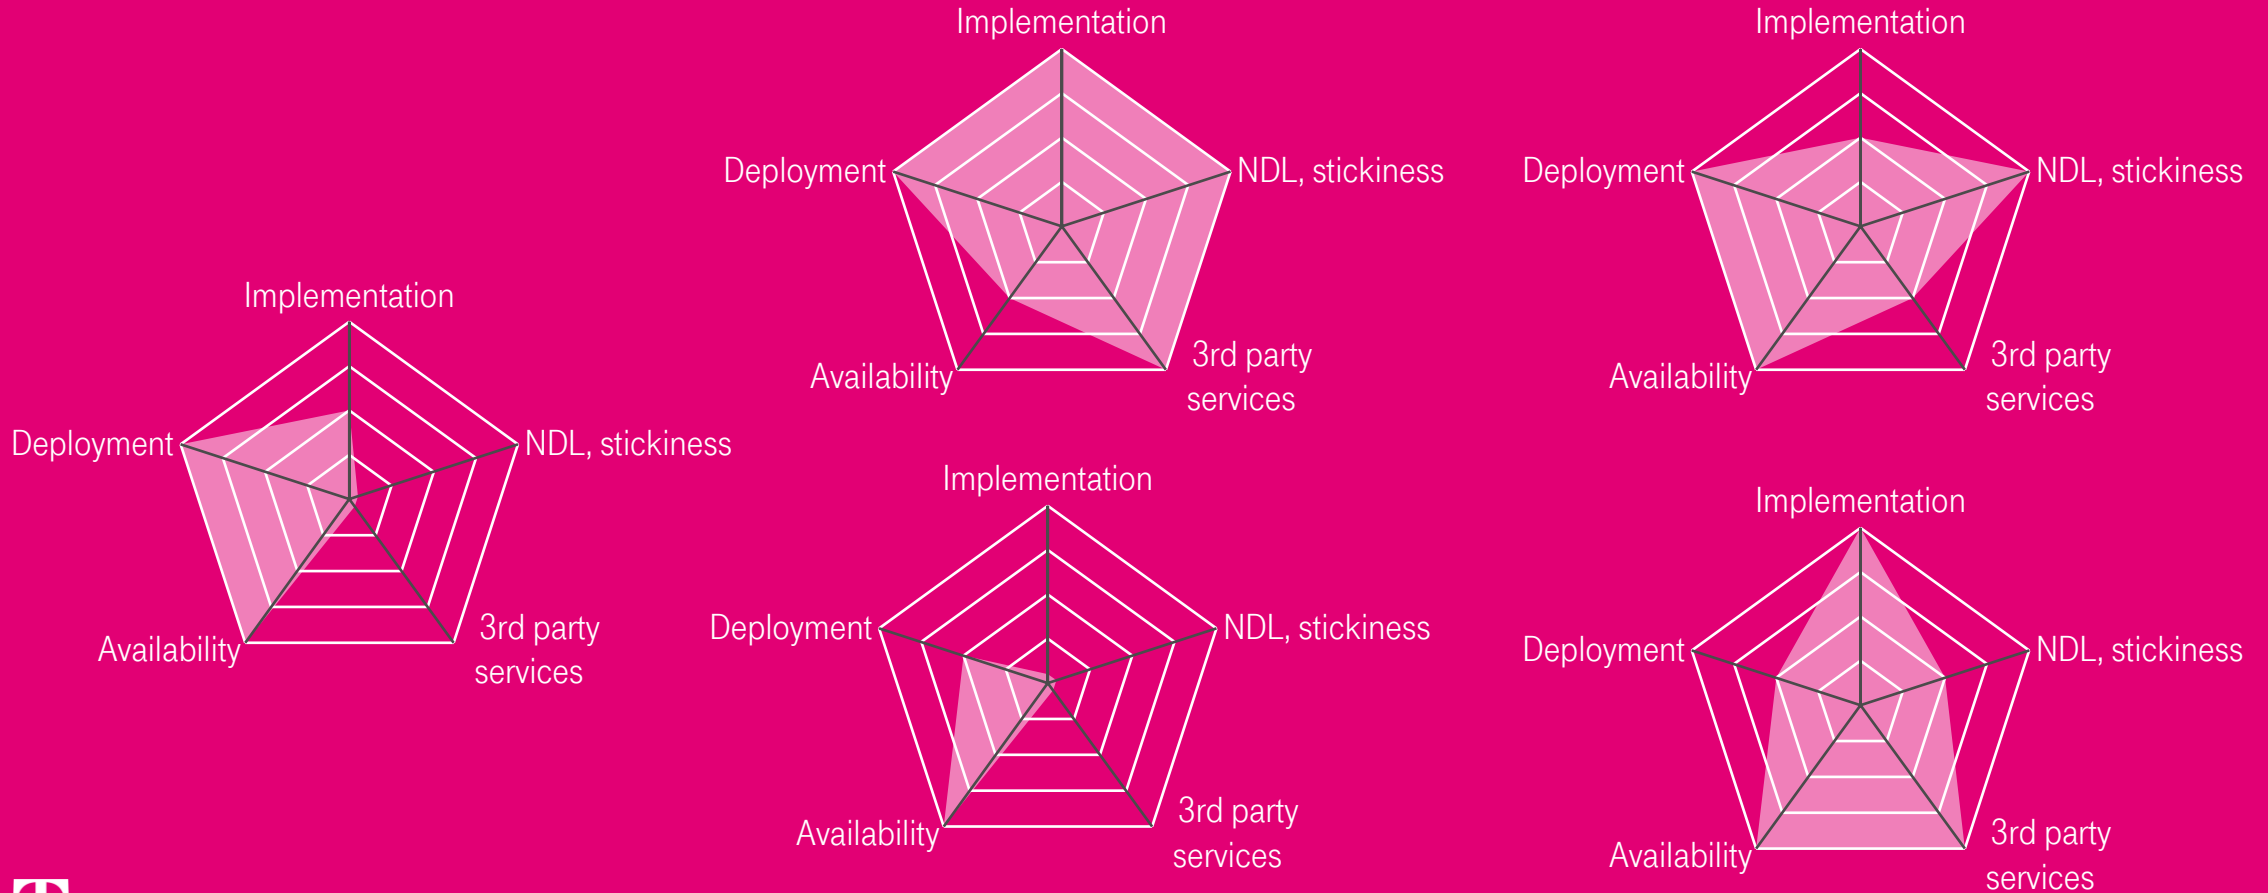 Implementation
Deployment
NDL, stickiness
Availability
3rd party
services
Implementation
Deployment
NDL, stickiness
Availability
3rd party
services
Implementation
Deployment
NDL, stickiness
Availability
3rd party
services
Implementation
Deployment
NDL, stickiness
Availability
3rd party
services
Implementation
Deployment
NDL, stickiness
Availability
3rd party
services